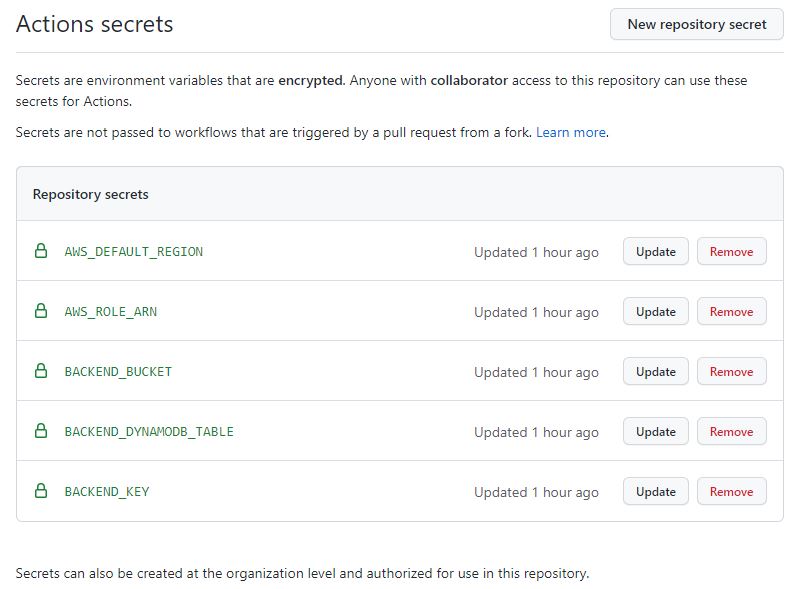 Actions secrets
New repository secret
Secrets are environment variables that are encrypted. Anyone with collaborator access to this repository can use these
secrets for Actions.
Secrets are not passed to workflows that are triggered by a pull request from a fork. Learn more.
Repository secrets
AWS_DEFAULT_REGION Updated 1 hour ago Update Remove
AWS_ROLE_ARN Updated 1 hour ago Update Remove
BACKEND_BUCKET Updated 1 hour ago Update Remove
BACKEND_DYNAMODB_TABLE Updated 1 hour ago Update Remove
BACKEND_KEY Updated 1 hour ago Update Remove
Secrets can also be created at the organization level and authorized for use in this repository.